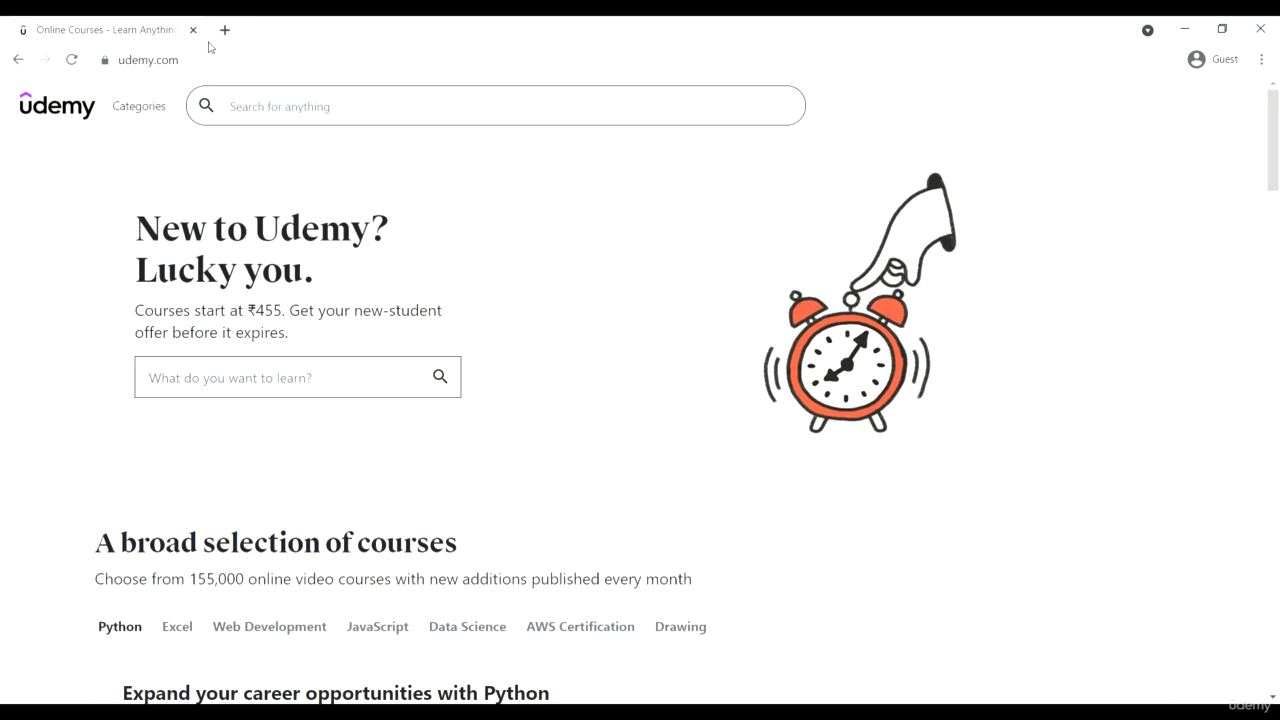 Online Courses - Learn Anythin
Guest
udemy.com
udemy
Categories
Search for anything
New to Udemy?
Lucky you.
Courses start at ₹455. Get your new-student
offer before it expires.
What do you want to learn?
A broad selection of courses
Choose from 155,000 online video courses with new additions published every month
Python Excel Web Development JavaScript Data Science AWS Certification Drawing
Expand your career opportunities with Python
udemy